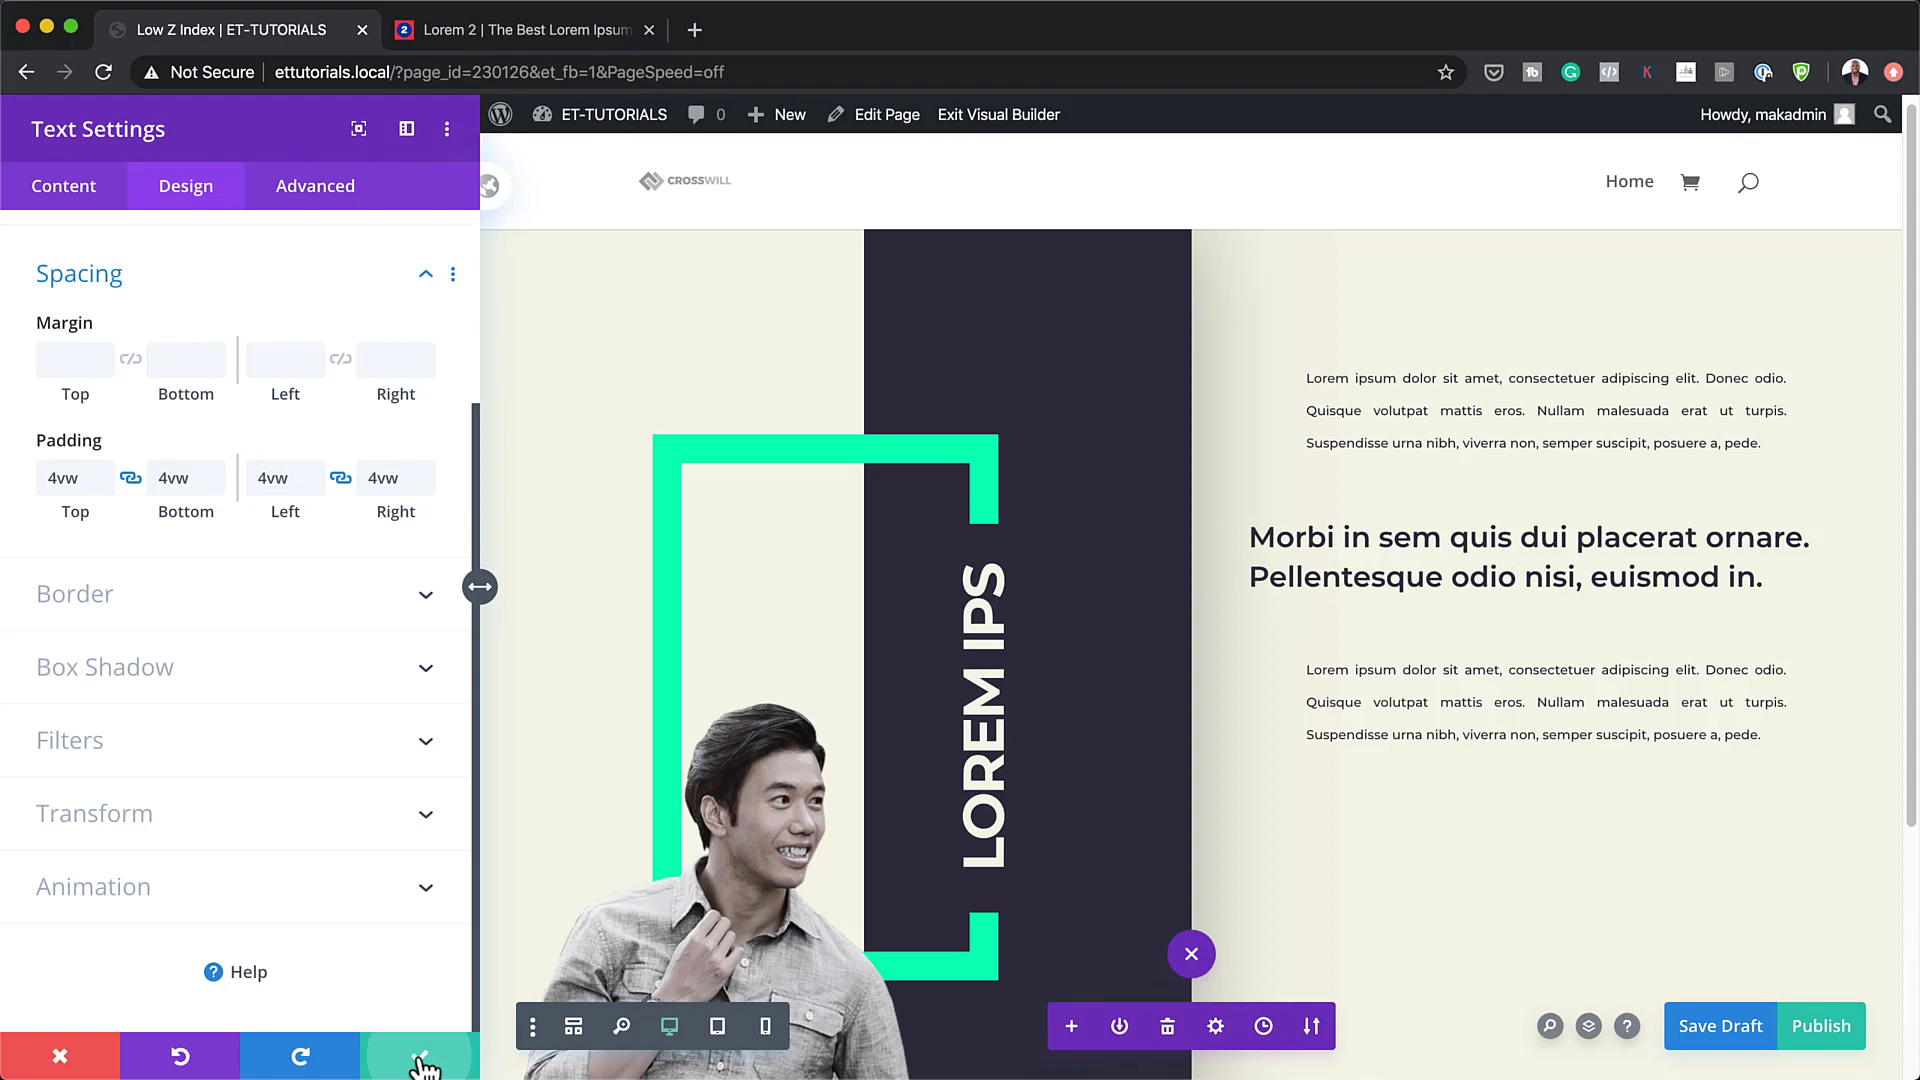 Low Z Index | ET-TUTORIALS
Lorem 2 | The Best Lorem Ipsum
Not Secure
ettutorials.local/?page_id=230126&et_fb=1&PageSpeed=off
Text Settings
ET-TUTORIALS
0
New
Edit Page
Exit Visual Builder
Howdy, makadmin
Content
Design
Advanced
CROSSWILL
Home
Spacing
Margin
Top
Bottom
Left
Right
Padding
4vw
4vw
4vw
4vw
Top
Bottom
Left
Right
Border
Box Shadow
Filters
Transform
Animation
Help
LOREM IPS
Lorem ipsum dolor sit amet, consectetuer adipiscing elit. Donec odio.
Quisque volutpat mattis eros. Nullam malesuada erat ut turpis.
Suspendisse urna nibh, viverra non, semper suscipit, posuere a, pede.
Morbi in sem quis dui placerat ornare.
Pellentesque odio nisi, euismod in.
Lorem ipsum dolor sit amet, consectetuer adipiscing elit. Donec odio.
Quisque volutpat mattis eros. Nullam malesuada erat ut turpis.
Suspendisse urna nibh, viverra non, semper suscipit, posuere a, pede.
Save Draft
Publish